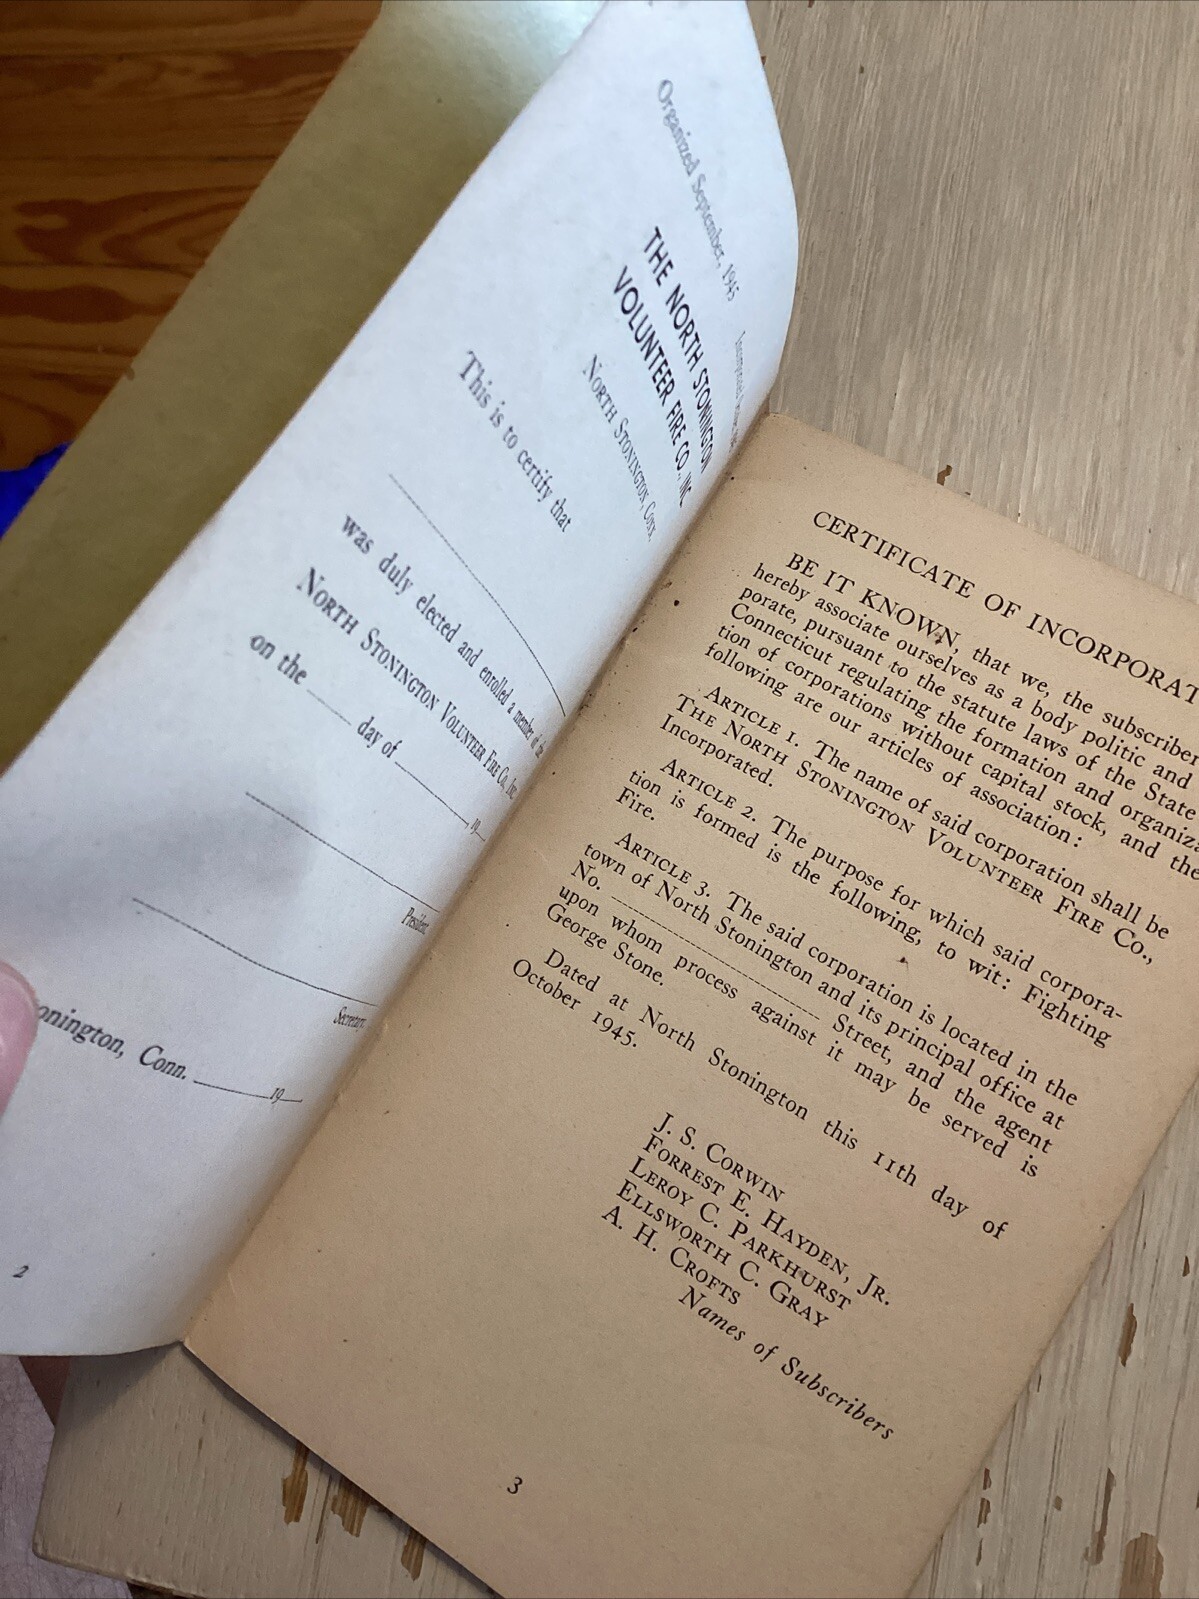 Organized September, 1945
THE NORTH STONINGTON
VOLUNTEER FIRE CO., INC
NORTH STONINGTON, CONN.
This is to certify that
was duly elected and enrolled a member of the
NORTH STONINGTON VOLUNTEER FIRE CO., INC.
on the ______ day of ____________, 19__
President
Secretary
onington, Conn. ________ 19__
2
CERTIFICATE OF INCORPORAT
BE IT KNOWN, that we, the subscriber
hereby associate ourselves as a body politic and
porate, pursuant to the statute laws of the State
Connecticut regulating the formation and organiza
tion of corporations without capital stock, and the
following are our articles of association:
ARTICLE 1. The name of said corporation shall be
THE NORTH STONINGTON VOLUNTEER FIRE CO.,
Incorporated.
ARTICLE 2. The purpose for which said corpora-
tion is formed is the following, to wit: Fighting
Fire.
ARTICLE 3. The said corporation is located in the
town of North Stonington and its principal office at
No. ____________ Street, and the agent
upon whom process against it may be served is
George Stone.
Dated at North Stonington this 11th day of
October 1945.
J. S. CORWIN
FORREST E. HAYDEN, JR.
LEROY C. PARKHURST
ELLSWORTH C. GRAY
A. H. CROFTS
Names of Subscribers
3